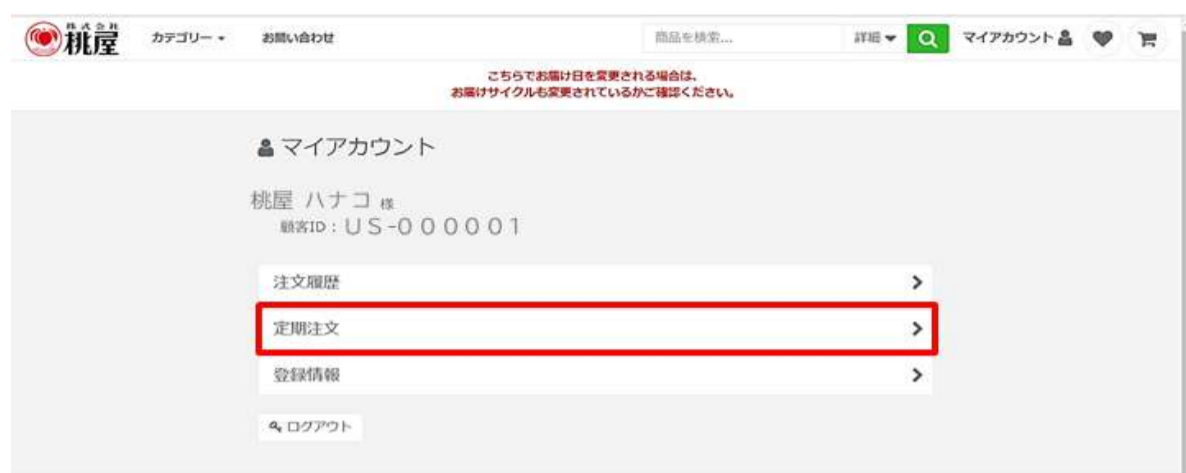 株式会社
桃屋 カテゴリー お問い合わせ 商品を検索... 詳細 マイアカウント
こちらでお届け日を変更される場合は、
お届けサイクルも変更されているかご確認ください。
マイアカウント
桃屋 ハナコ 様
顧客ID:US-000001
注文履歴
定期注文
登録情報
ログアウト